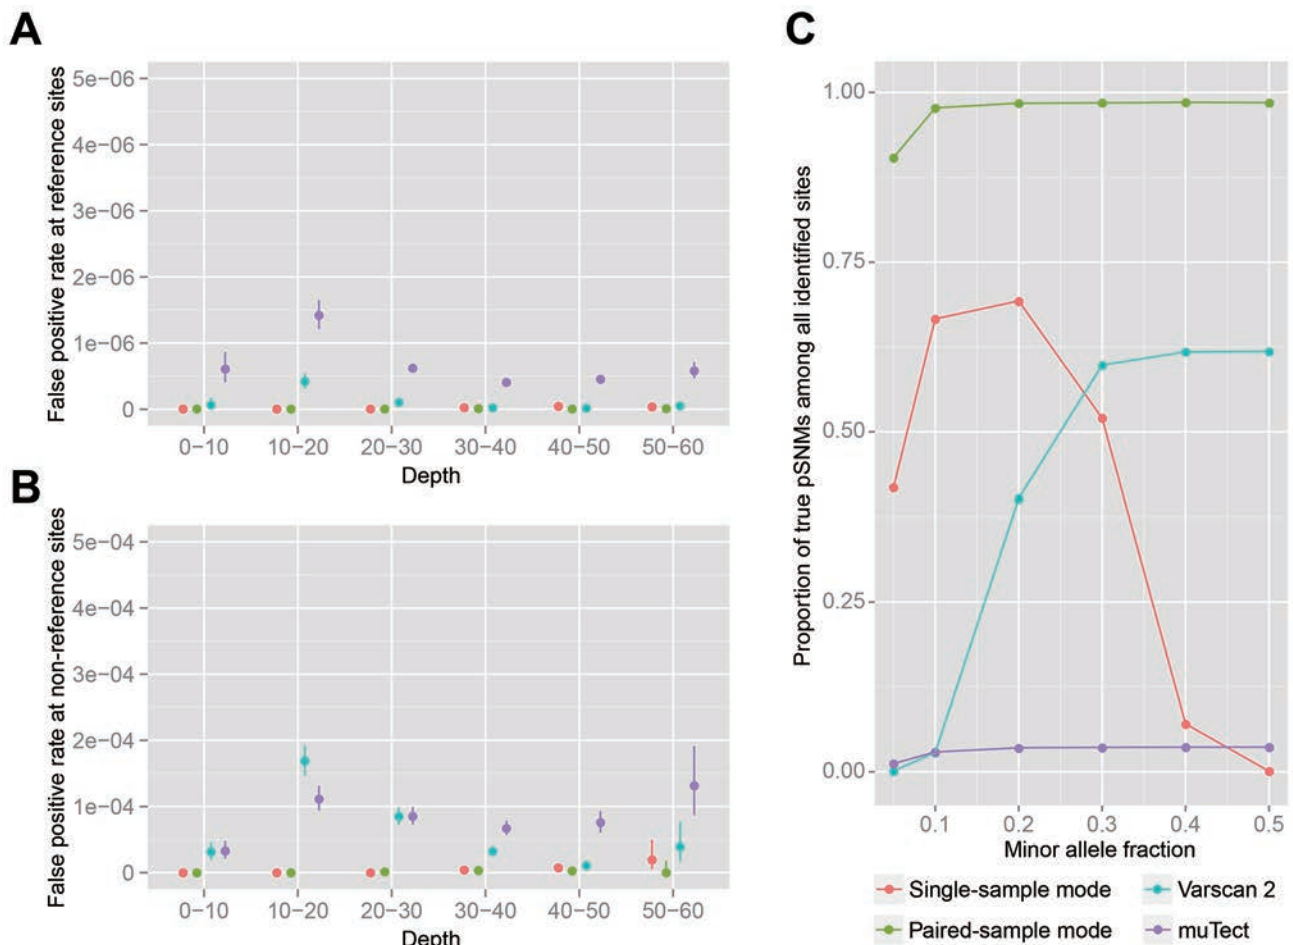 A
False positive rate at reference sites
5e−06
4e−06
3e−06
2e−06
1e−06
0
0−10 10−20 20−30 30−40 40−50 50−60
Depth
B
False positive rate at non-reference sites
5e−04
4e−04
3e−04
2e−04
1e−04
0
0−10 10−20 20−30 30−40 40−50 50−60
Depth
C
Proportion of true pSNMs among all identified sites
1.00
0.75
0.50
0.25
0.00
0.1 0.2 0.3 0.4 0.5
Minor allele fraction
Single-sample mode Varscan 2
Paired-sample mode muTect